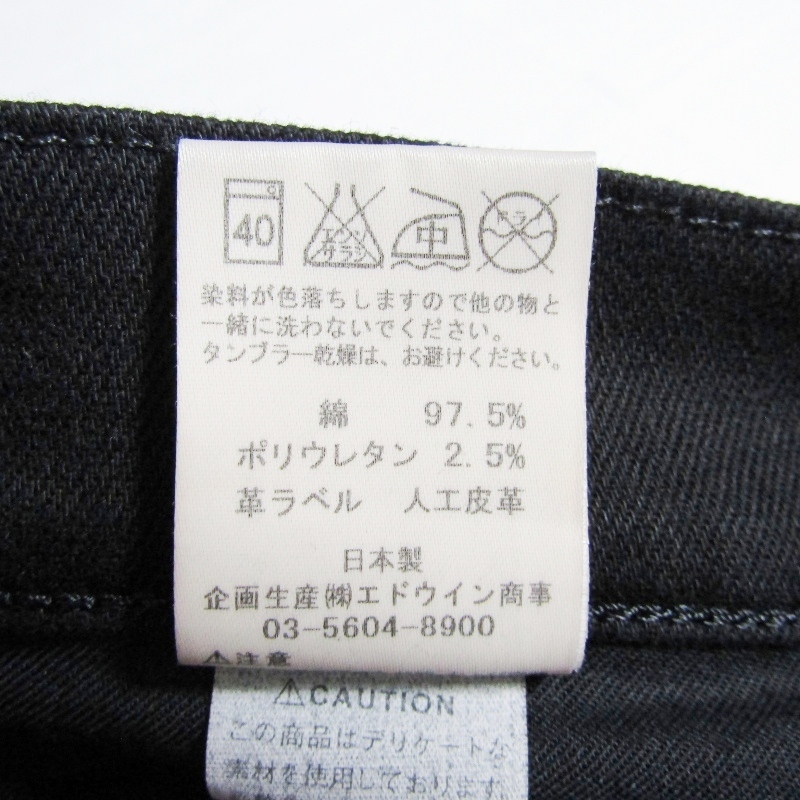 40 エンソ サラシ 中 ドライ
染料が色落ちしますので他の物と
一緒に洗わないでください。
タンブラー乾燥は、お避けください。
綿 97.5%
ポリウレタン 2.5%
革ラベル 人工皮革
日本製
企画生産㈱エドウイン商事
03-5604-8900
⚠注意
⚠CAUTION
この商品はデリケートな
素材を使用しております